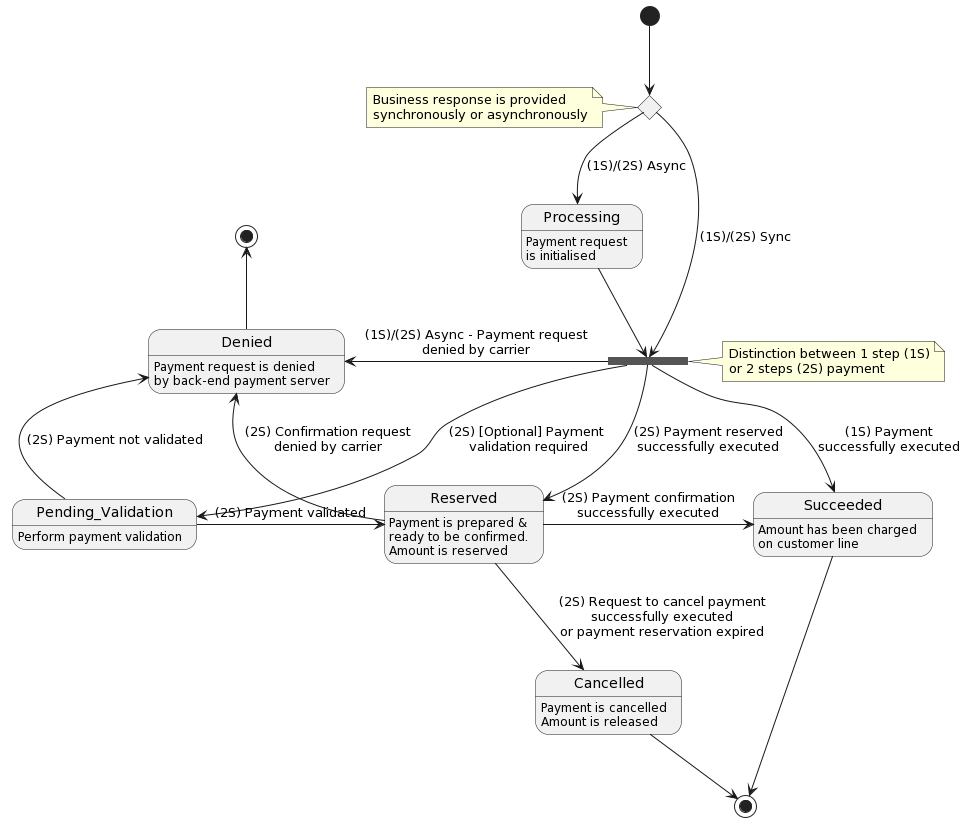 Business response is provided
synchronously or asynchronously
(1S)/(2S) Async
Processing
Payment request
is initialised
(1S)/(2S) Sync
Denied
Payment request is denied
by back-end payment server
(1S)/(2S) Async - Payment request
denied by carrier
Distinction between 1 step (1S)
or 2 steps (2S) payment
(2S) Payment not validated
(2S) Confirmation request
denied by carrier
(2S) [Optional] Payment
validation required
(2S) Payment reserved
successfully executed
(1S) Payment
successfully executed
Pending_Validation
Perform payment validation
(2S) Payment validated
Reserved
Payment is prepared &
ready to be confirmed.
Amount is reserved
(2S) Payment confirmation
successfully executed
Succeeded
Amount has been charged
on customer line
(2S) Request to cancel payment
successfully executed
or payment reservation expired
Cancelled
Payment is cancelled
Amount is released